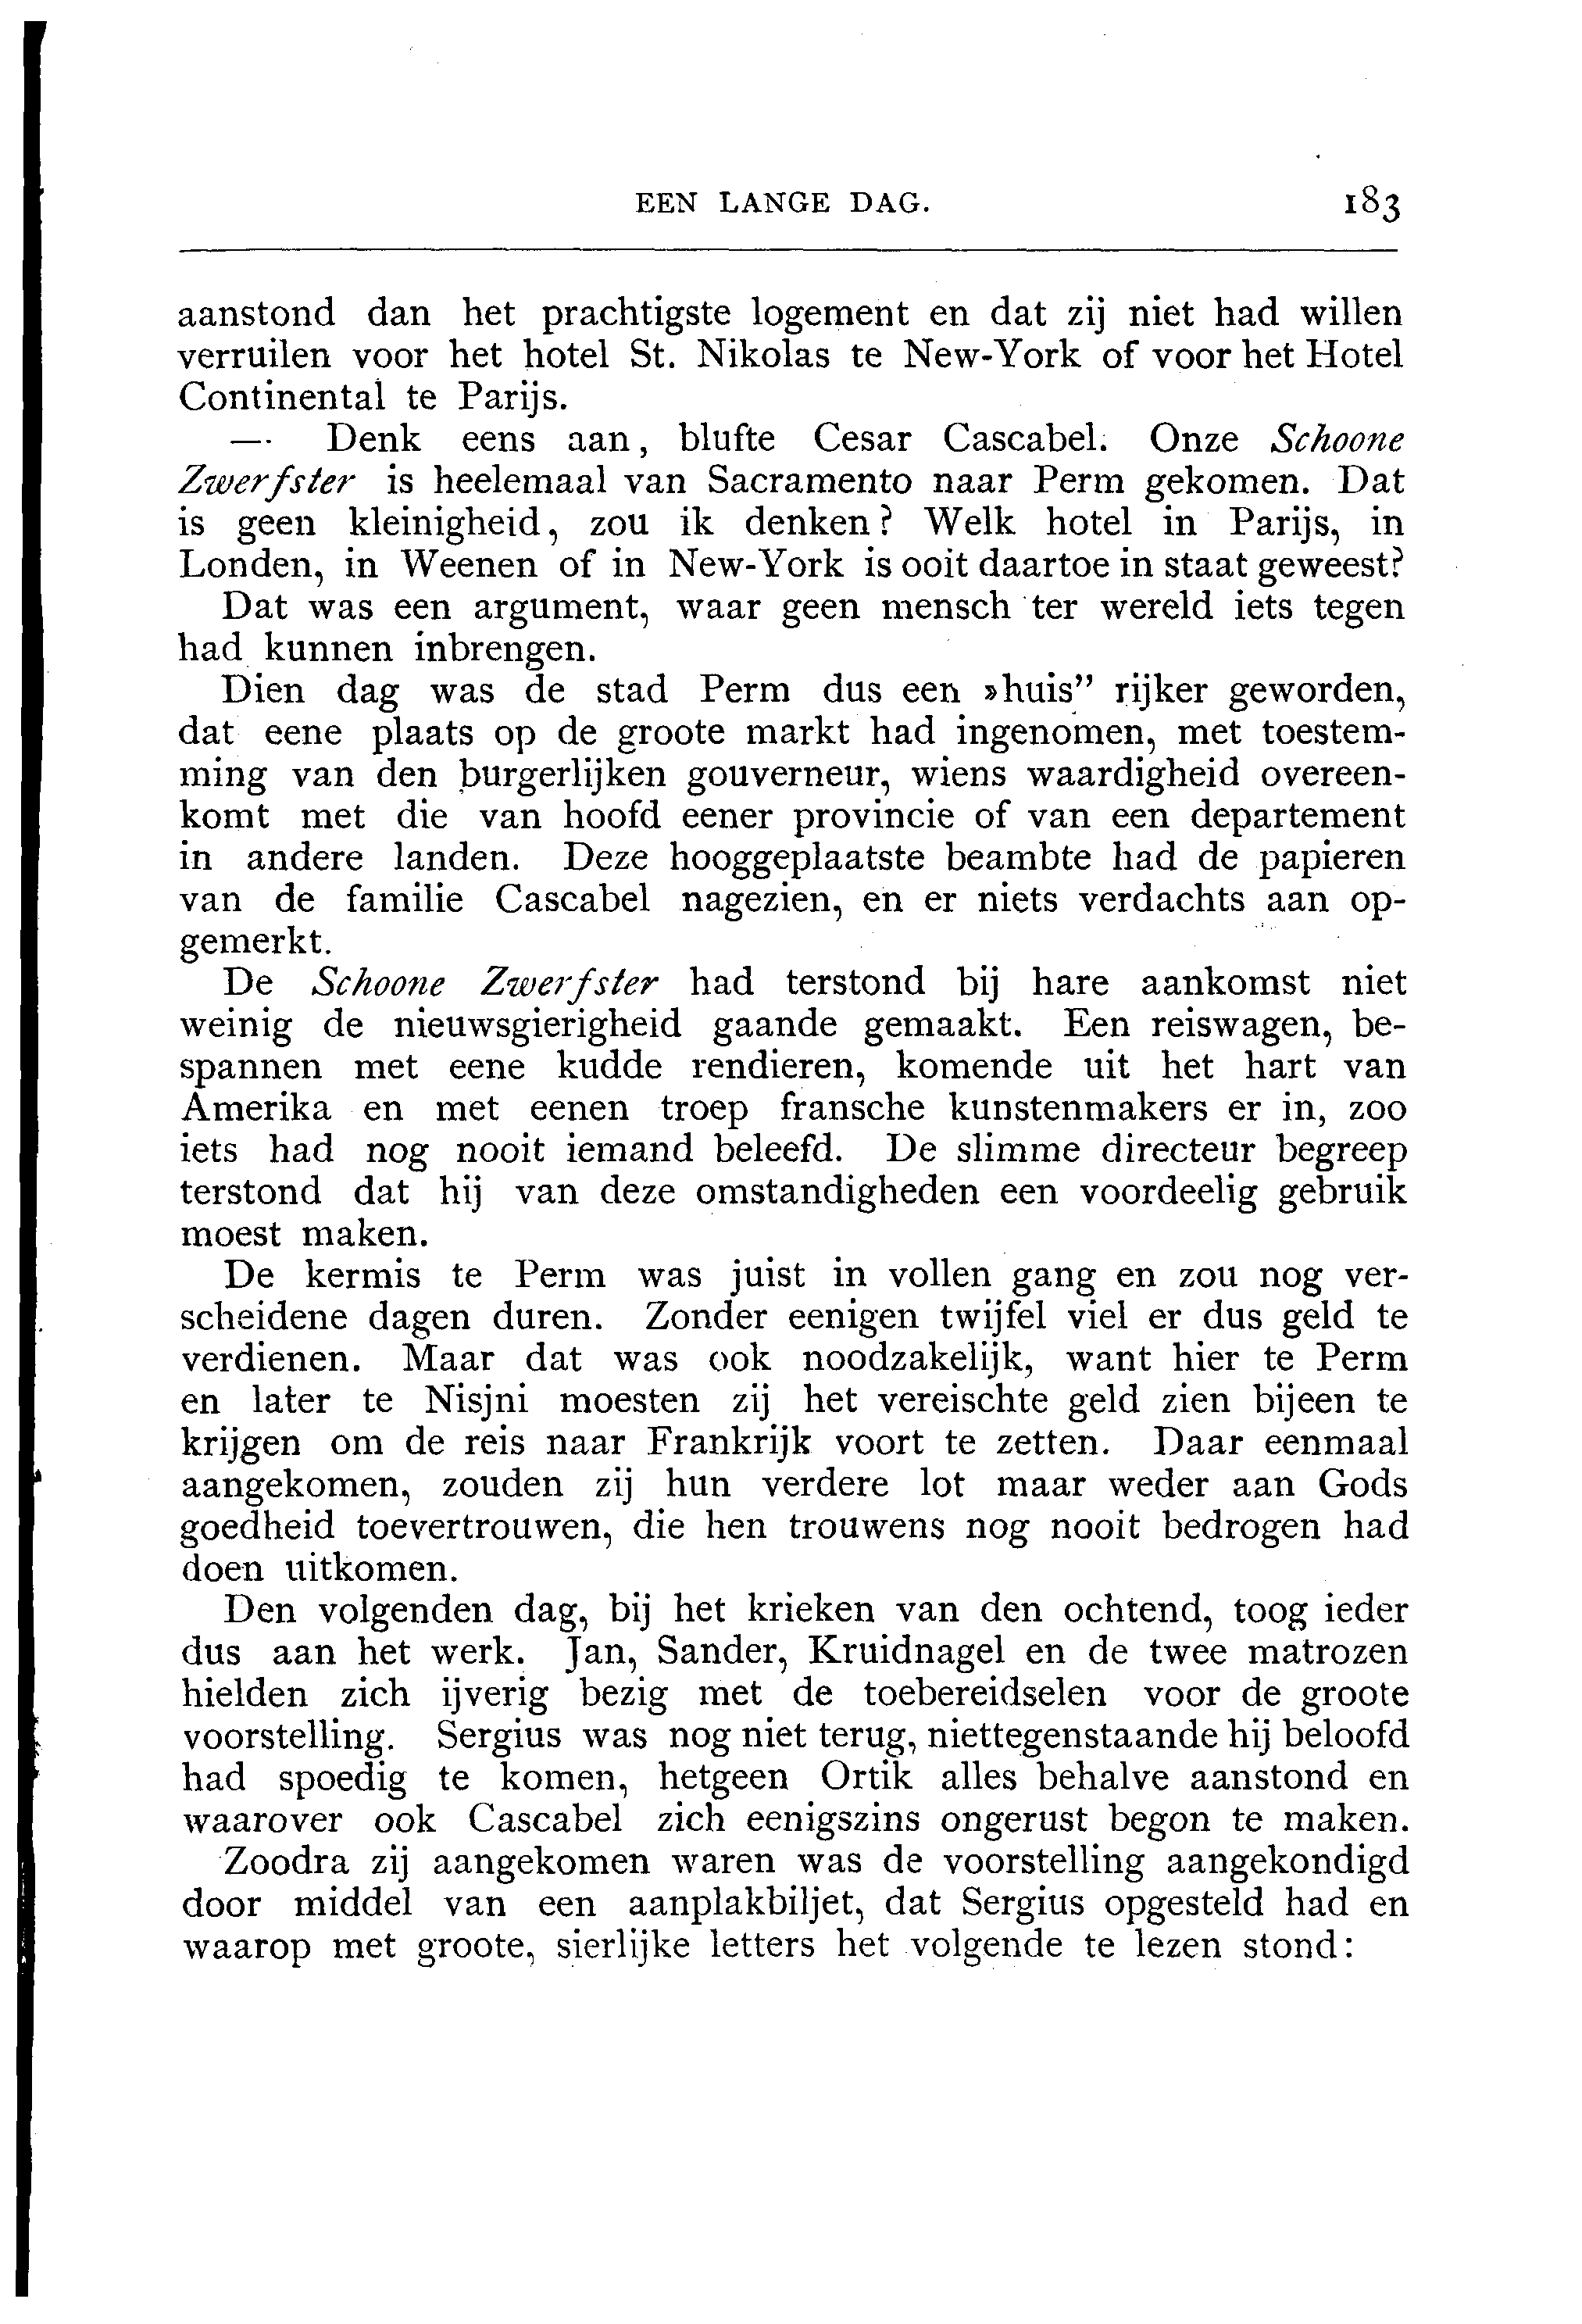 EEN LANGE DAG. 183
aanstond dan het prachtigste logement en dat zij niet had willen
verruilen voor het hotel St. Nikolas te New-York of voor het Hotel
Continental te Parijs.
— Denk eens aan, blufte Cesar Cascabel. Onze Schoone
Zwerfster is heelemaal van Sacramento naar Perm gekomen. Dat
is geen kleinigheid, zou ik denken? Welk hotel in Parijs, in
Londen, in Weenen of in New-York is ooit daartoe in staat geweest?
Dat was een argument, waar geen mensch ter wereld iets tegen
had kunnen inbrengen.
Dien dag was de stad Perm dus een »huis” rijker geworden,
dat eene plaats op de groote markt had ingenomen, met toestem-
ming van den burgerlijken gouverneur, wiens waardigheid overeen-
komt met die van hoofd eener provincie of van een departement
in andere landen. Deze hooggeplaatste beambte had de papieren
van de familie Cascabel nagezien, en er niets verdachts aan op-
gemerkt.
De Schoone Zwerfster had terstond bij hare aankomst niet
weinig de nieuwsgierigheid gaande gemaakt. Een reiswagen, be-
spannen met eene kudde rendieren, komende uit het hart van
Amerika en met eenen troep fransche kunstenmakers er in, zoo
iets had nog nooit iemand beleefd. De slimme directeur begreep
terstond dat hij van deze omstandigheden een voordeelig gebruik
moest maken.
De kermis te Perm was juist in vollen gang en zou nog ver-
scheidene dagen duren. Zonder eenigen twijfel viel er dus geld te
verdienen. Maar dat was ook noodzakelijk, want hier te Perm
en later te Nisjni moesten zij het vereischte geld zien bijeen te
krijgen om de reis naar Frankrijk voort te zetten. Daar eenmaal
aangekomen, zouden zij hun verdere lot maar weder aan Gods
goedheid toevertrouwen, die hen trouwens nog nooit bedrogen had
doen uitkomen.
Den volgenden dag, bij het krieken van den ochtend, toog ieder
dus aan het werk. Jan, Sander, Kruidnagel en de twee matrozen
hielden zich ijverig bezig met de toebereidselen voor de groote
voorstelling. Sergius was nog niet terug, niettegenstaande hij beloofd
had spoedig te komen, hetgeen Ortik alles behalve aanstond en
waarover ook Cascabel zich eenigszins ongerust begon te maken.
Zoodra zij aangekomen waren was de voorstelling aangekondigd
door middel van een aanplakbiljet, dat Sergius opgesteld had en
waarop met groote, sierlijke letters het volgende te lezen stond: